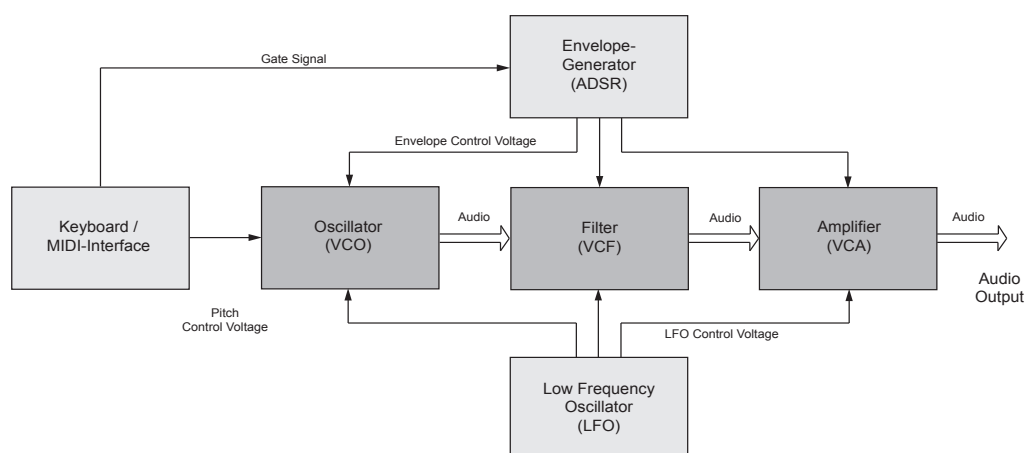 Envelope-
Generator
(ADSR)
Gate Signal
Envelope Control Voltage
Keyboard /
MIDI-Interface
Oscillator
(VCO)
Audio
Filter
(VCF)
Audio
Amplifier
(VCA)
Audio
Audio
Output
Pitch
Control Voltage
LFO Control Voltage
Low Frequency
Oscillator
(LFO)